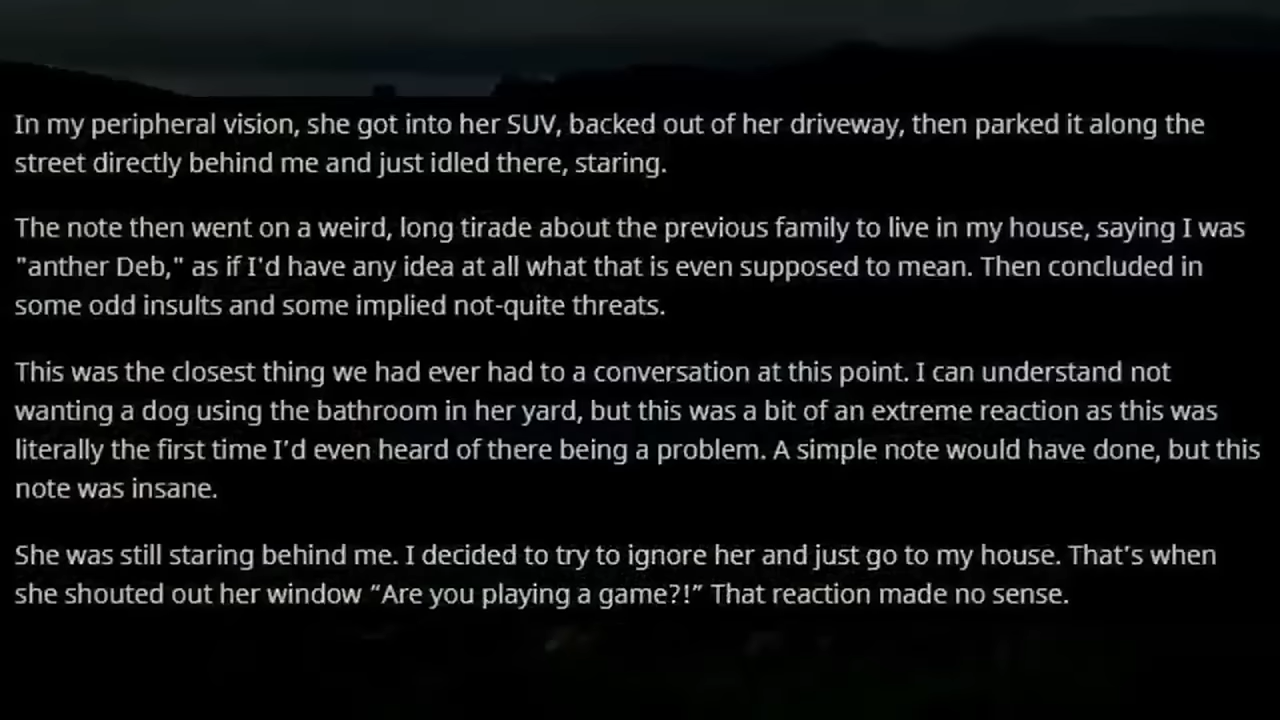 In my peripheral vision, she got into her SUV, backed out of her driveway, then parked it along the
street directly behind me and just idled there, staring.
The note then went on a weird, long tirade about the previous family to live in my house, saying I was
"anther Deb," as if I'd have any idea at all what that is even supposed to mean. Then concluded in
some odd insults and some implied not-quite threats.
This was the closest thing we had ever had to a conversation at this point. I can understand not
wanting a dog using the bathroom in her yard, but this was a bit of an extreme reaction as this was
literally the first time I'd even heard of there being a problem. A simple note would have done, but this
note was insane.
She was still staring behind me. I decided to try to ignore her and just go to my house. That’s when
she shouted out her window “Are you playing a game?!” That reaction made no sense.